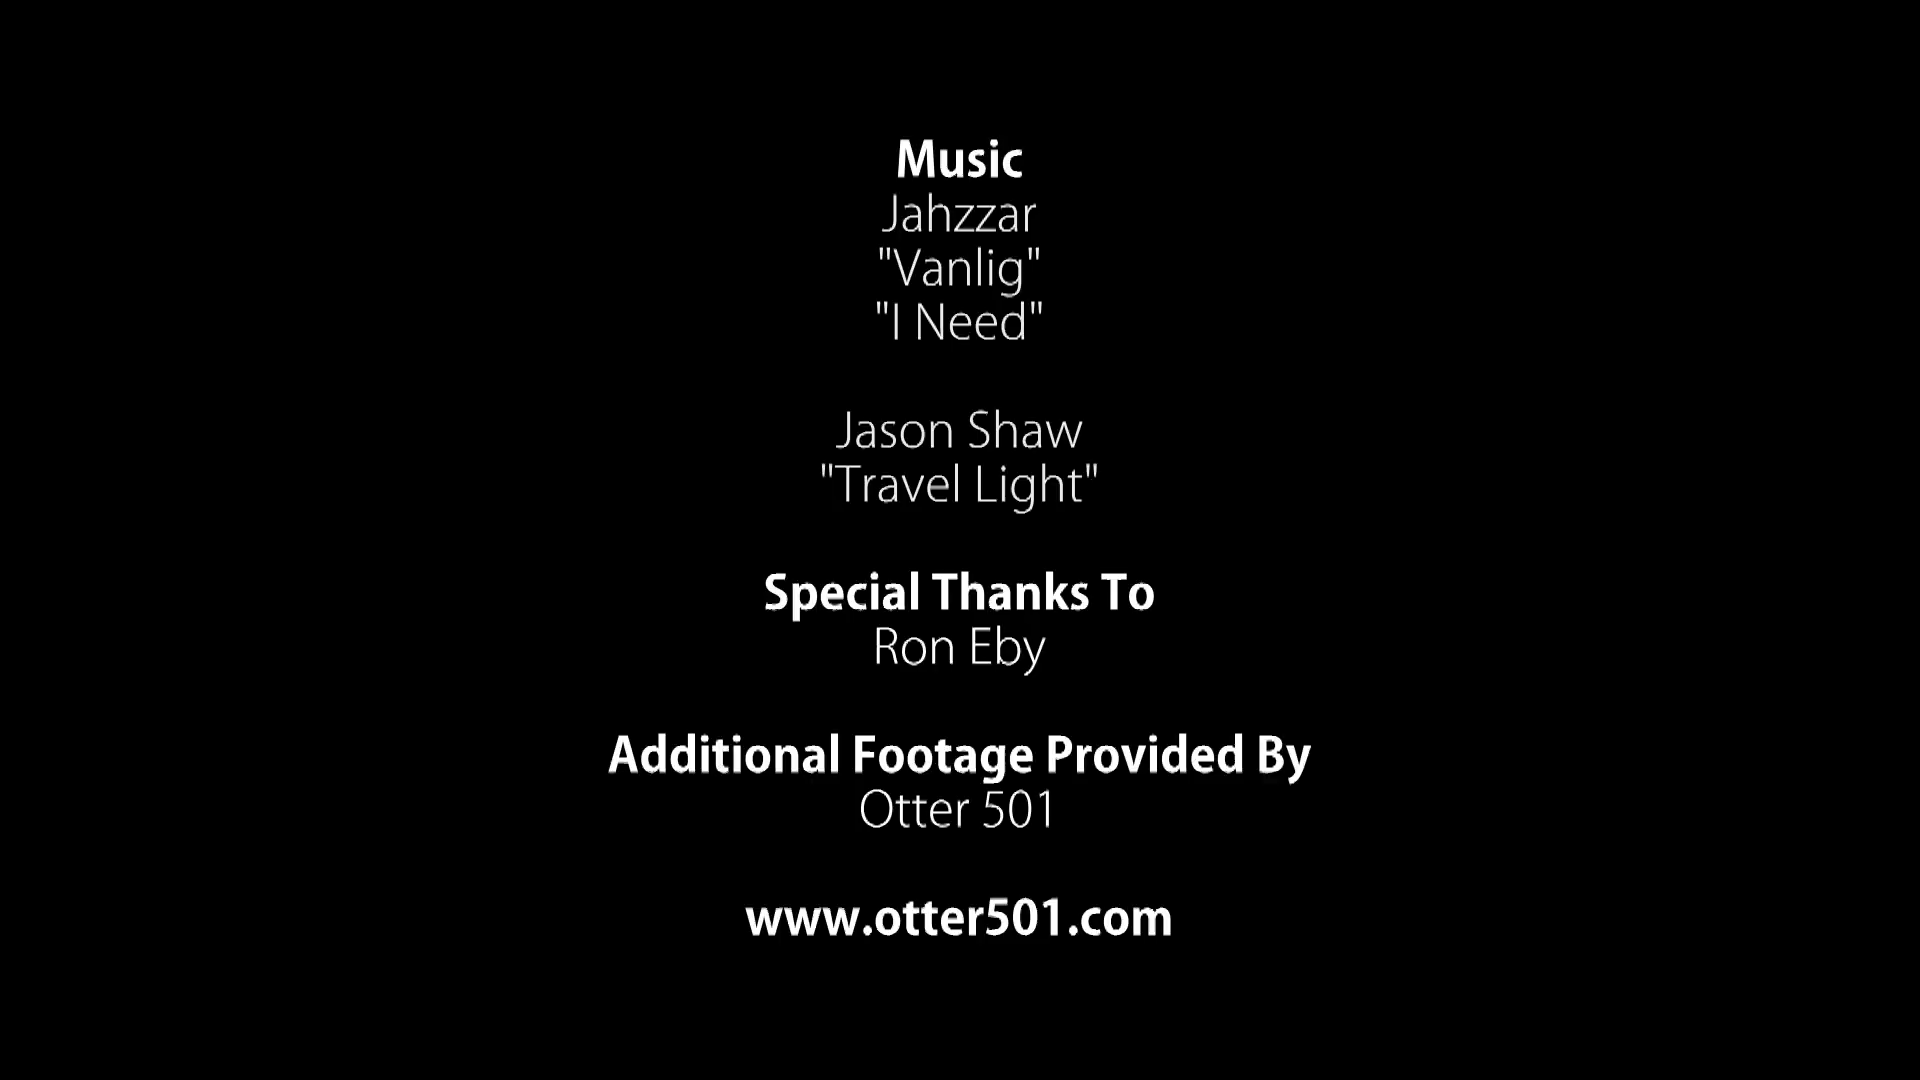 Music
Jahzzar
"Vanlig"
"I Need"
Jason Shaw
"Travel Light"
Special Thanks To
Ron Eby
Additional Footage Provided By
Otter 501
www.otter501.com